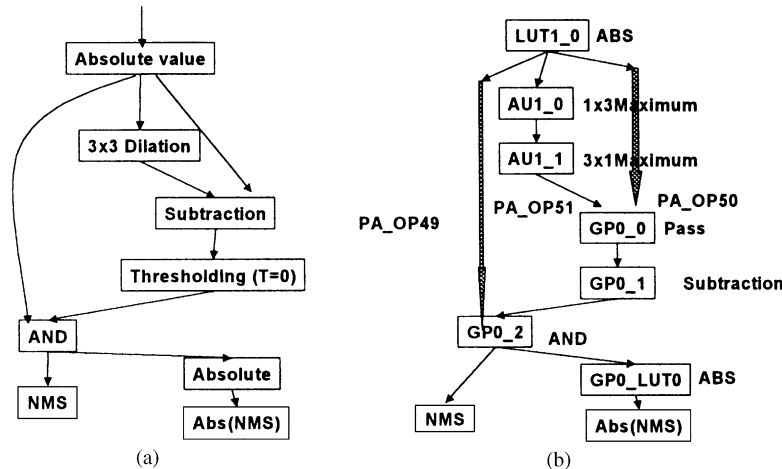 Absolute value
3x3 Dilation
Subtraction
Thresholding (T=0)
AND
Absolute
NMS
Abs(NMS)
(a)
LUT1_0 ABS
AU1_0 1x3Maximum
AU1_1 3x1Maximum
PA_OP49
PA_OP51
PA_OP50
GP0_0 Pass
GP0_1 Subtraction
GP0_2 AND
GP0_LUT0 ABS
NMS
Abs(NMS)
(b)